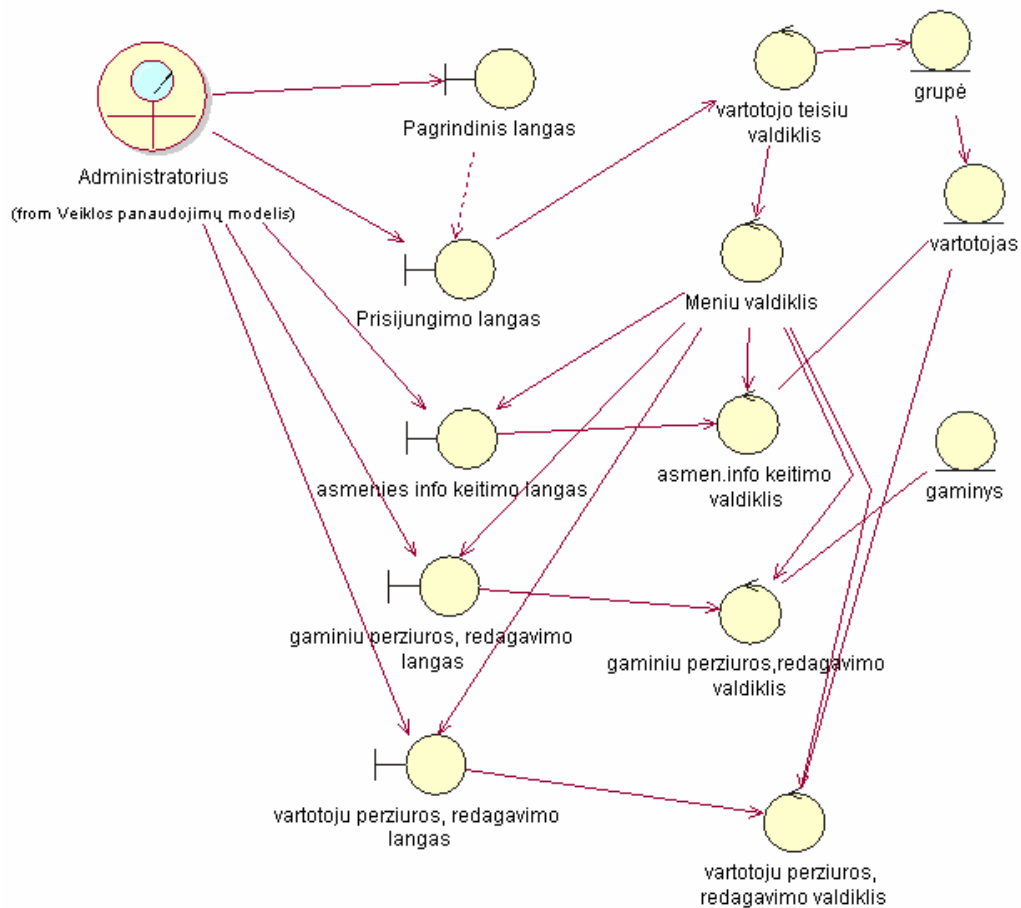 grupė
Pagrindinis langas
vartotojo teisiu
valdiklis
Administratorius
(from Veiklos panaudojimų modelis)
vartotojas
Prisijungimo langas
Meniu valdiklis
asmenies info keitimo langas
asmen.info keitimo
valdiklis
gaminys
gaminiu perziuros, redagavimo
langas
gaminiu perziuros,redagavimo
valdiklis
vartotoju perziuros, redagavimo
langas
vartotoju perziuros,
redagavimo valdiklis